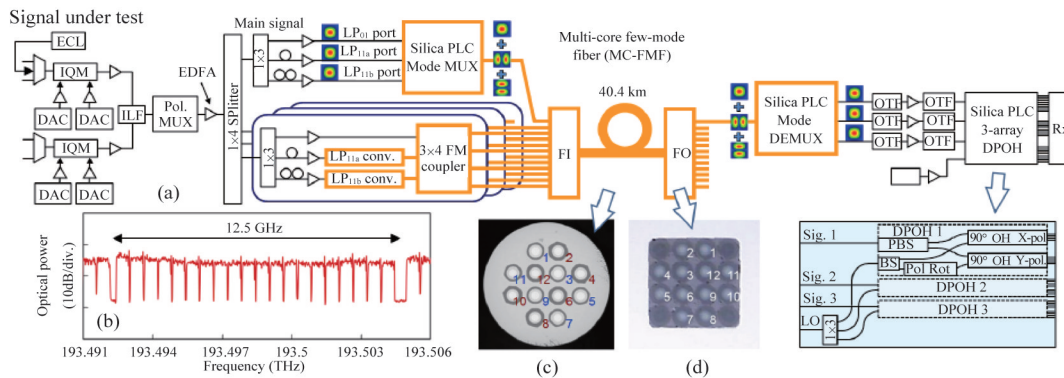 Signal under test
ECL
IQM
DAC
DAC
IQM
DAC
DAC
ILF
Pol.
MUX
EDFA
(a)
1×4 SPlitter
Main signal
1×3
LP01 port
LP11a port
LP11b port
Silica PLC
Mode MUX
1×3
LP11a conv.
LP11b conv.
3×4 FM
coupler
Multi-core few-mode
fiber (MC-FMF)
40.4 km
FI
FO
Silica PLC
Mode
DEMUX
OTF
OTF
OTF
OTF
OTF
OTF
Silica PLC
3-array
DPOH
Rx
12.5 GHz
Optical power
(10dB/div.)
(b)
193.491
193.494
193.497
193.5
193.503
193.506
Frequency (THz)
1 2
11 12 3 4
10 9 6 5
8 7
(c)
2 1
4 3 12 11
5 6 9 10
7 8
(d)
Sig. 1
Sig. 2
Sig. 3
LO
1×3
DPOH 1
PBS
BS
Pol Rot
90° OH X-pol.
90° OH Y-pol.
DPOH 2
DPOH 3